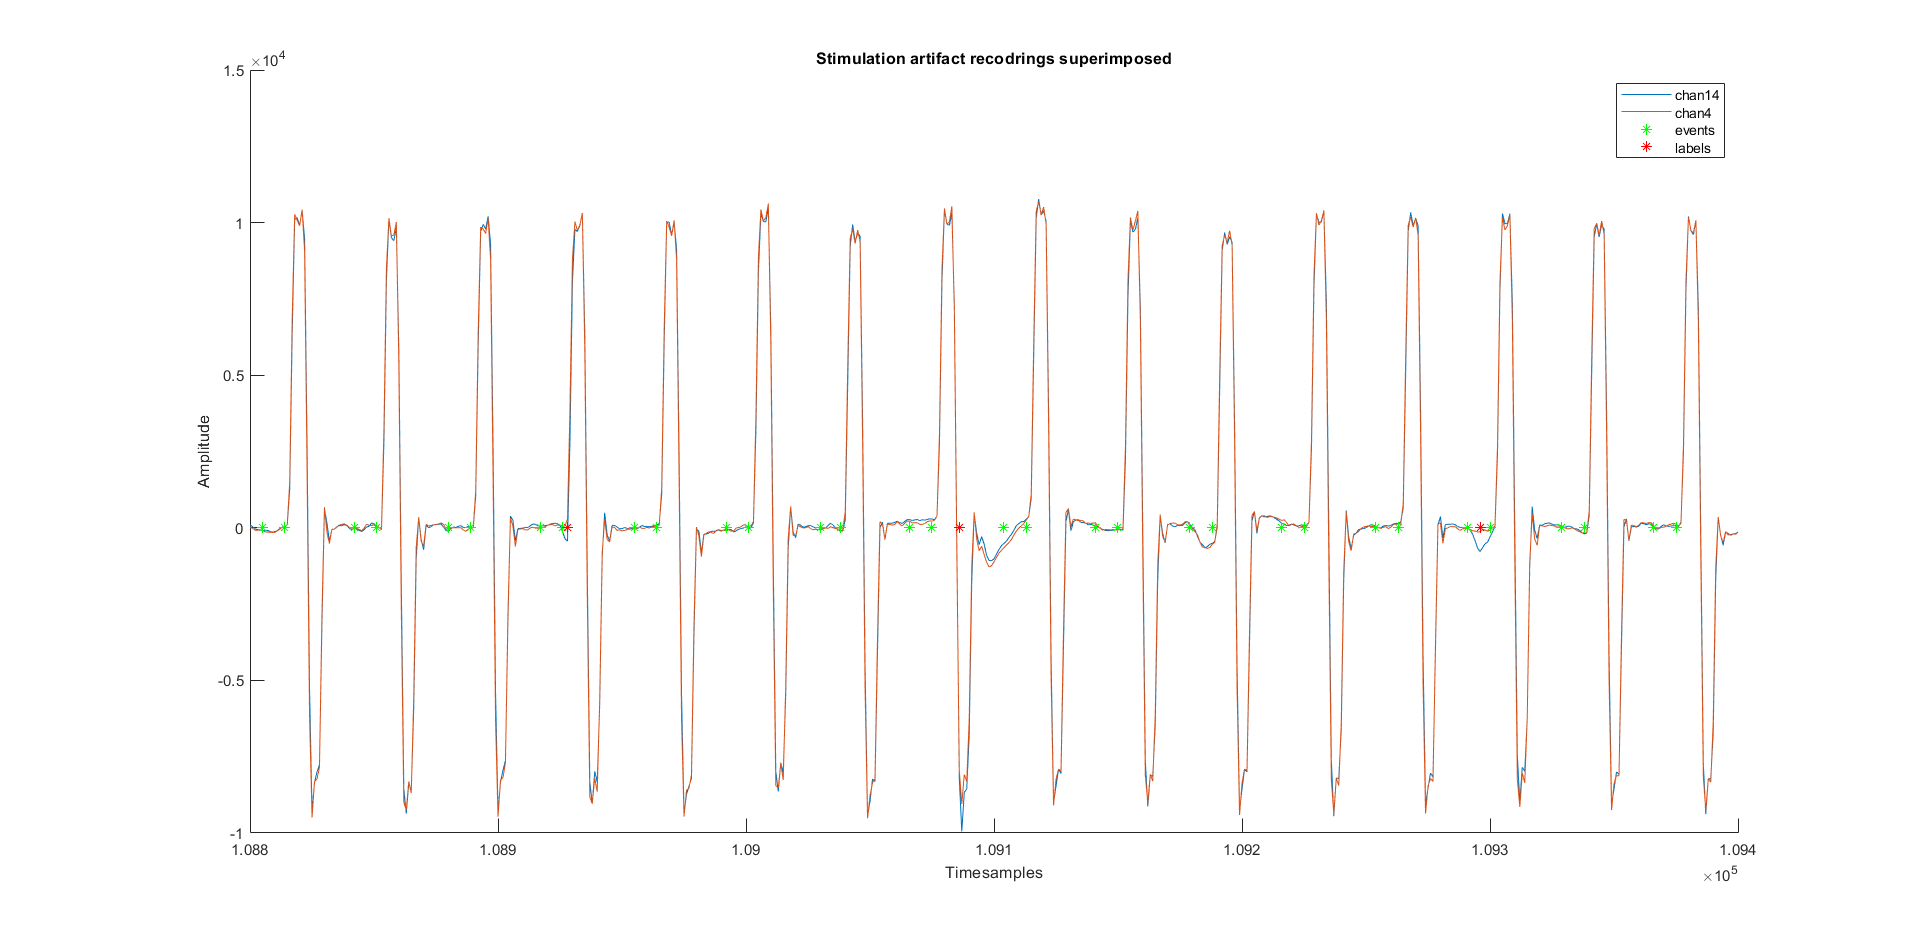 Stimulation artifact recodrings superimposed
×10^4
1.5
1
0.5
0
-0.5
-1
Amplitude
chan14
chan4
events
labels
1.088 1.089 1.09 1.091 1.092 1.093 1.094
Timesamples
×10^5